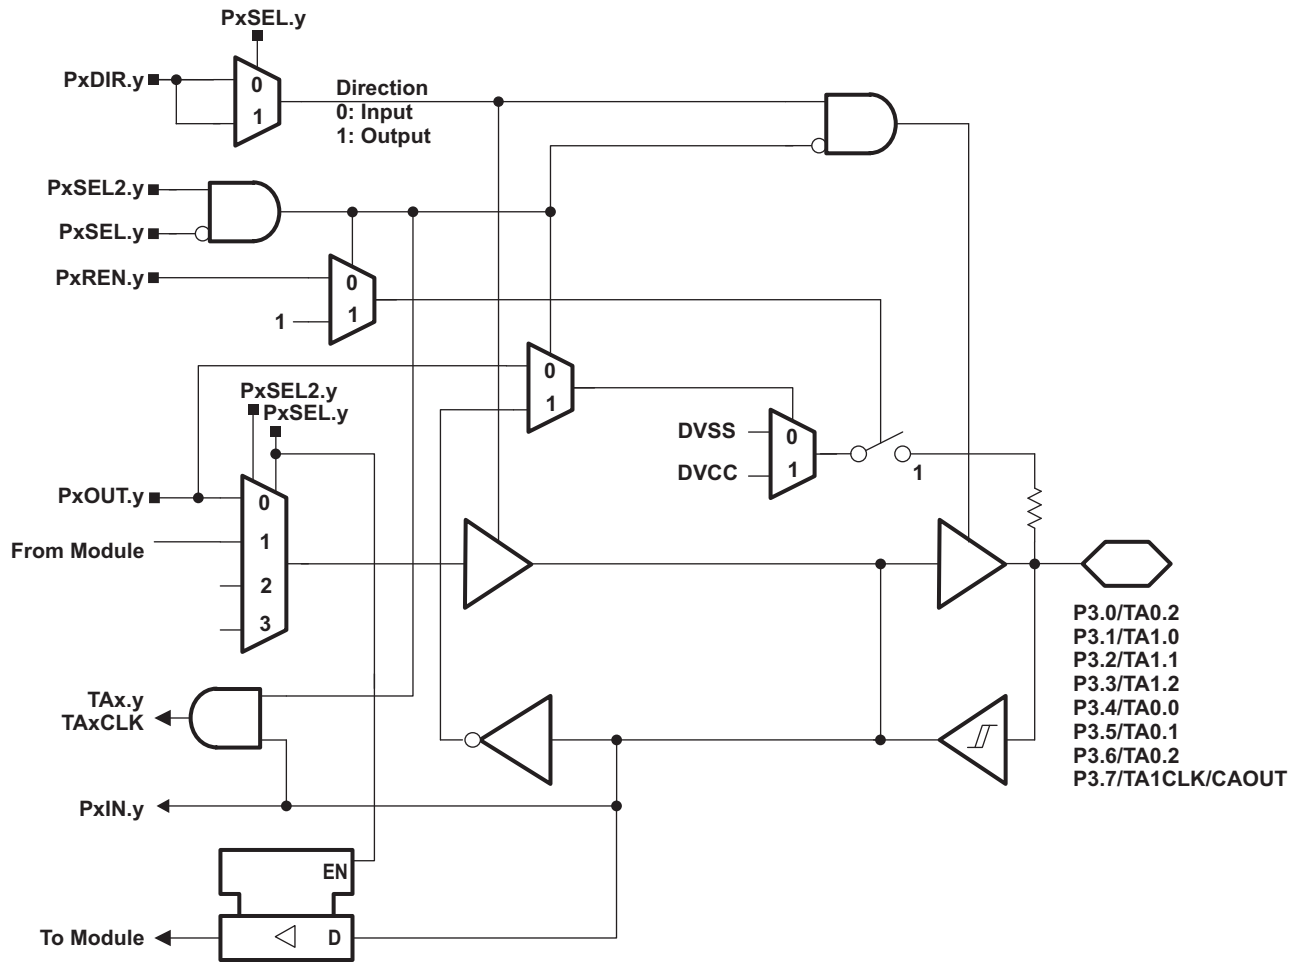 PxSEL.y
PxDIR.y
0
1
Direction
0: Input
1: Output
PxSEL2.y
PxSEL.y
PxREN.y
0
1
1
0
1
PxSEL2.y
PxSEL.y
DVSS
0
DVCC
1
1
PxOUT.y
0
From Module
1
2
3
P3.0/TA0.2
P3.1/TA1.0
P3.2/TA1.1
P3.3/TA1.2
P3.4/TA0.0
P3.5/TA0.1
P3.6/TA0.2
P3.7/TA1CLK/CAOUT
TAx.y
TAxCLK
PxIN.y
EN
To Module
D